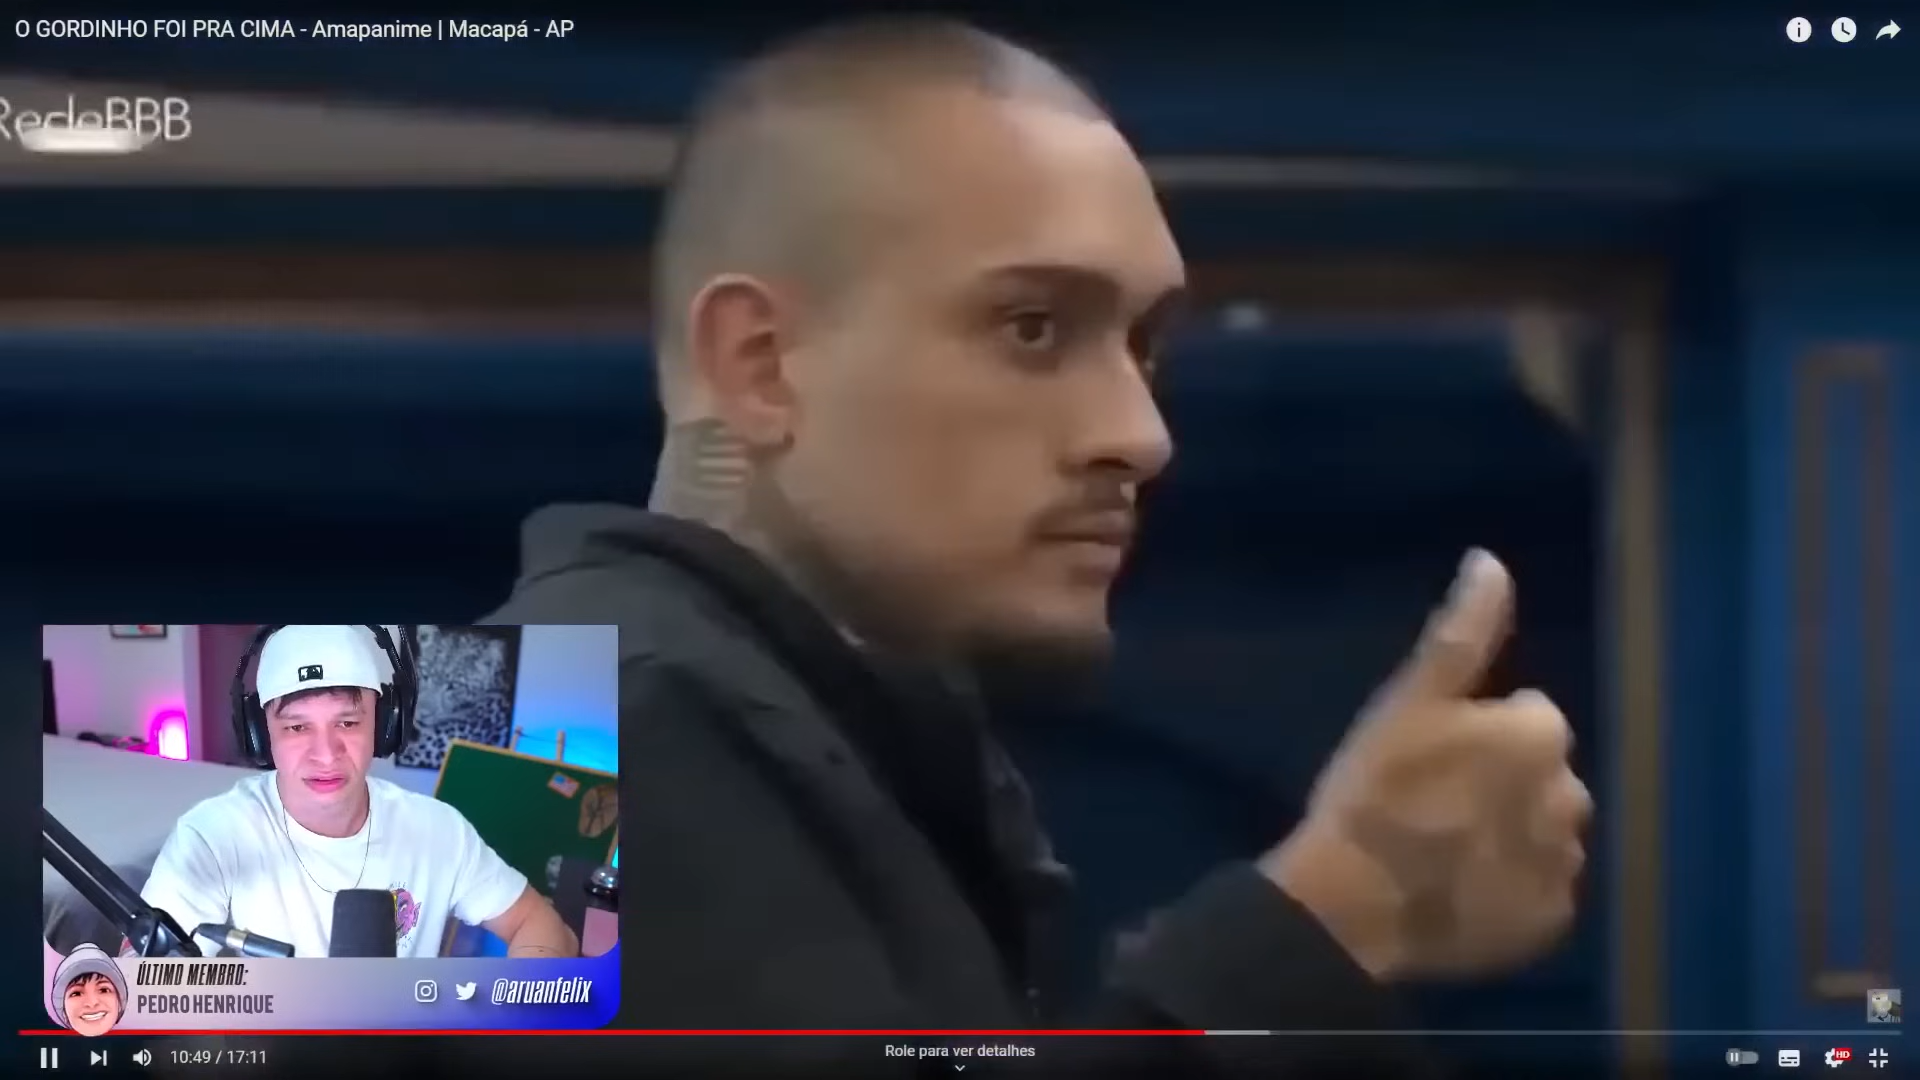 O GORDINHO FOI PRA CIMA - Amapanime | Macapá - AP
RedeBBB
ÚLTIMO MEMBRO:
PEDRO HENRIQUE
@aruanfelix
10:49 / 17:11
Role para ver detalhes
HD